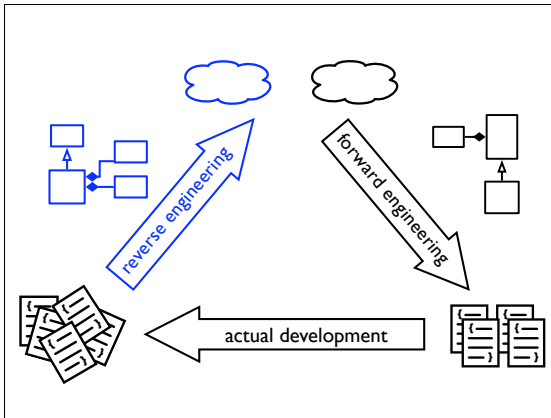 reverse engineering
forward engineering
actual development